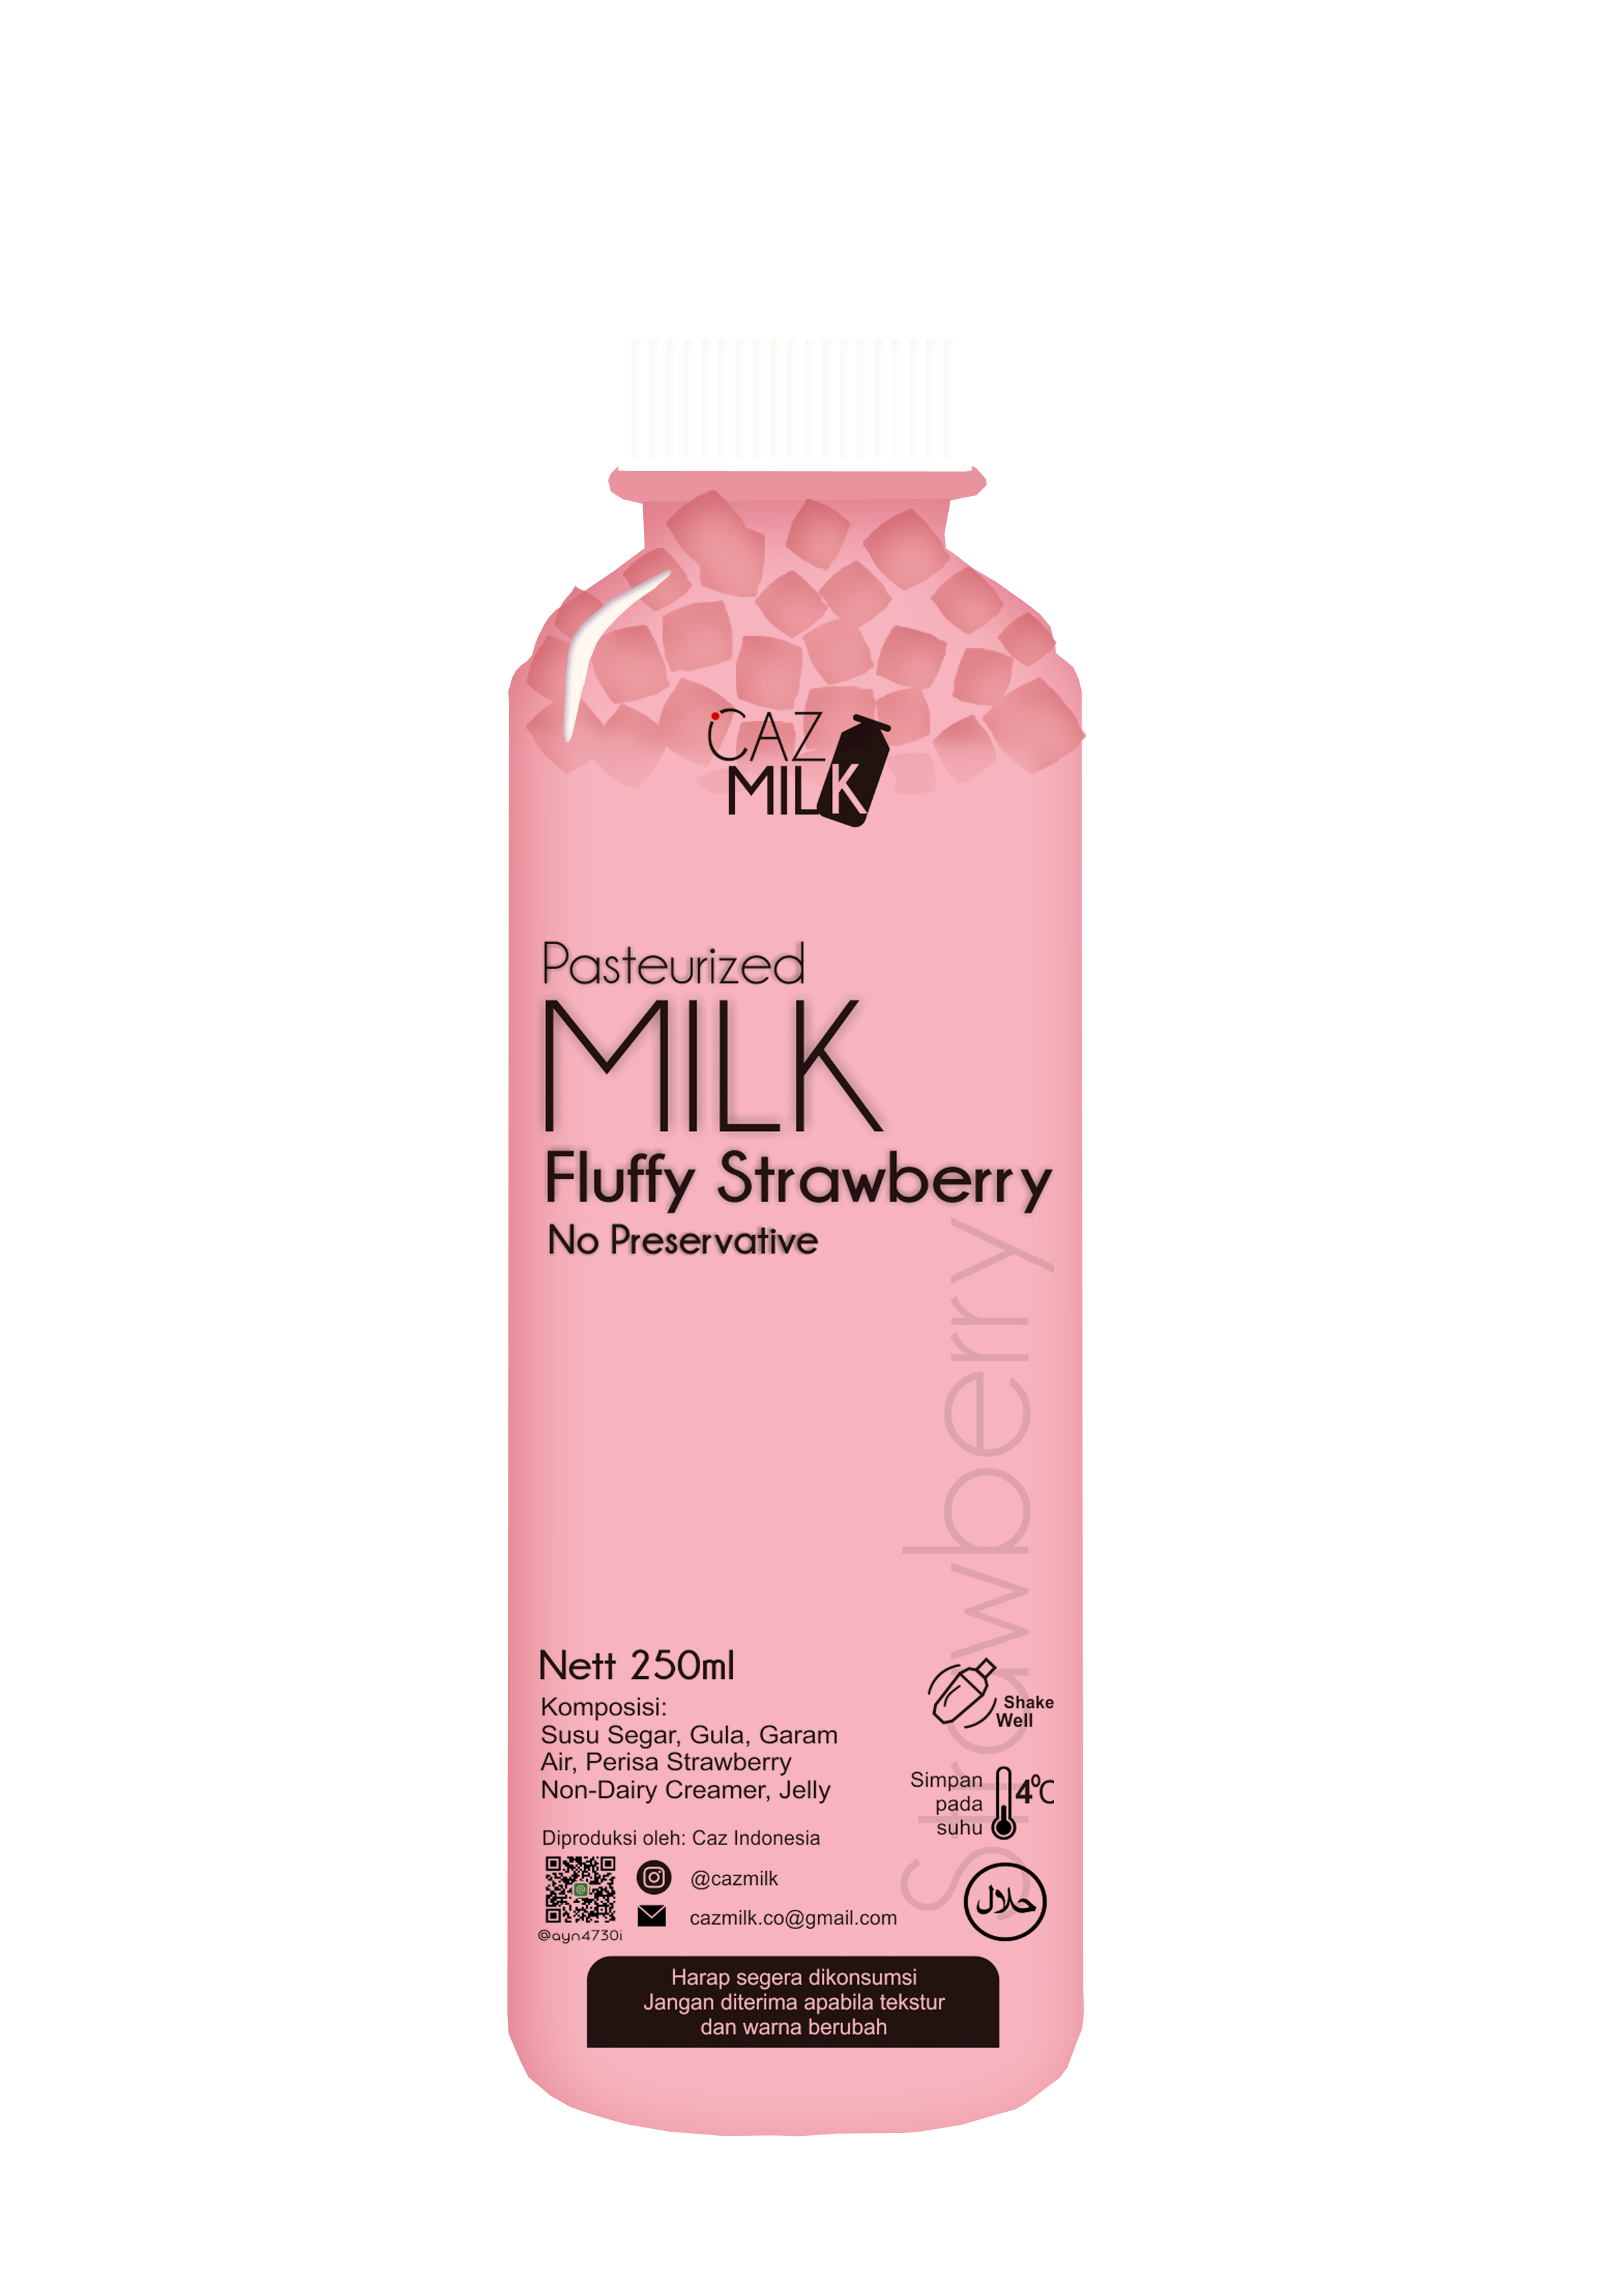 CAZ
MILK
Pasteurized
MILK
Fluffy Strawberry
No Preservative
Strawberry
Nett 250ml
Komposisi:
Susu Segar, Gula, Garam
Air, Perisa Strawberry
Non-Dairy Creamer, Jelly
Shake
Well
Simpan
pada
suhu
4⁰C
Diproduksi oleh: Caz Indonesia
@cazmilk
cazmilk.co@gmail.com
@ayn4730i
حلال
Harap segera dikonsumsi
Jangan diterima apabila tekstur
dan warna berubah